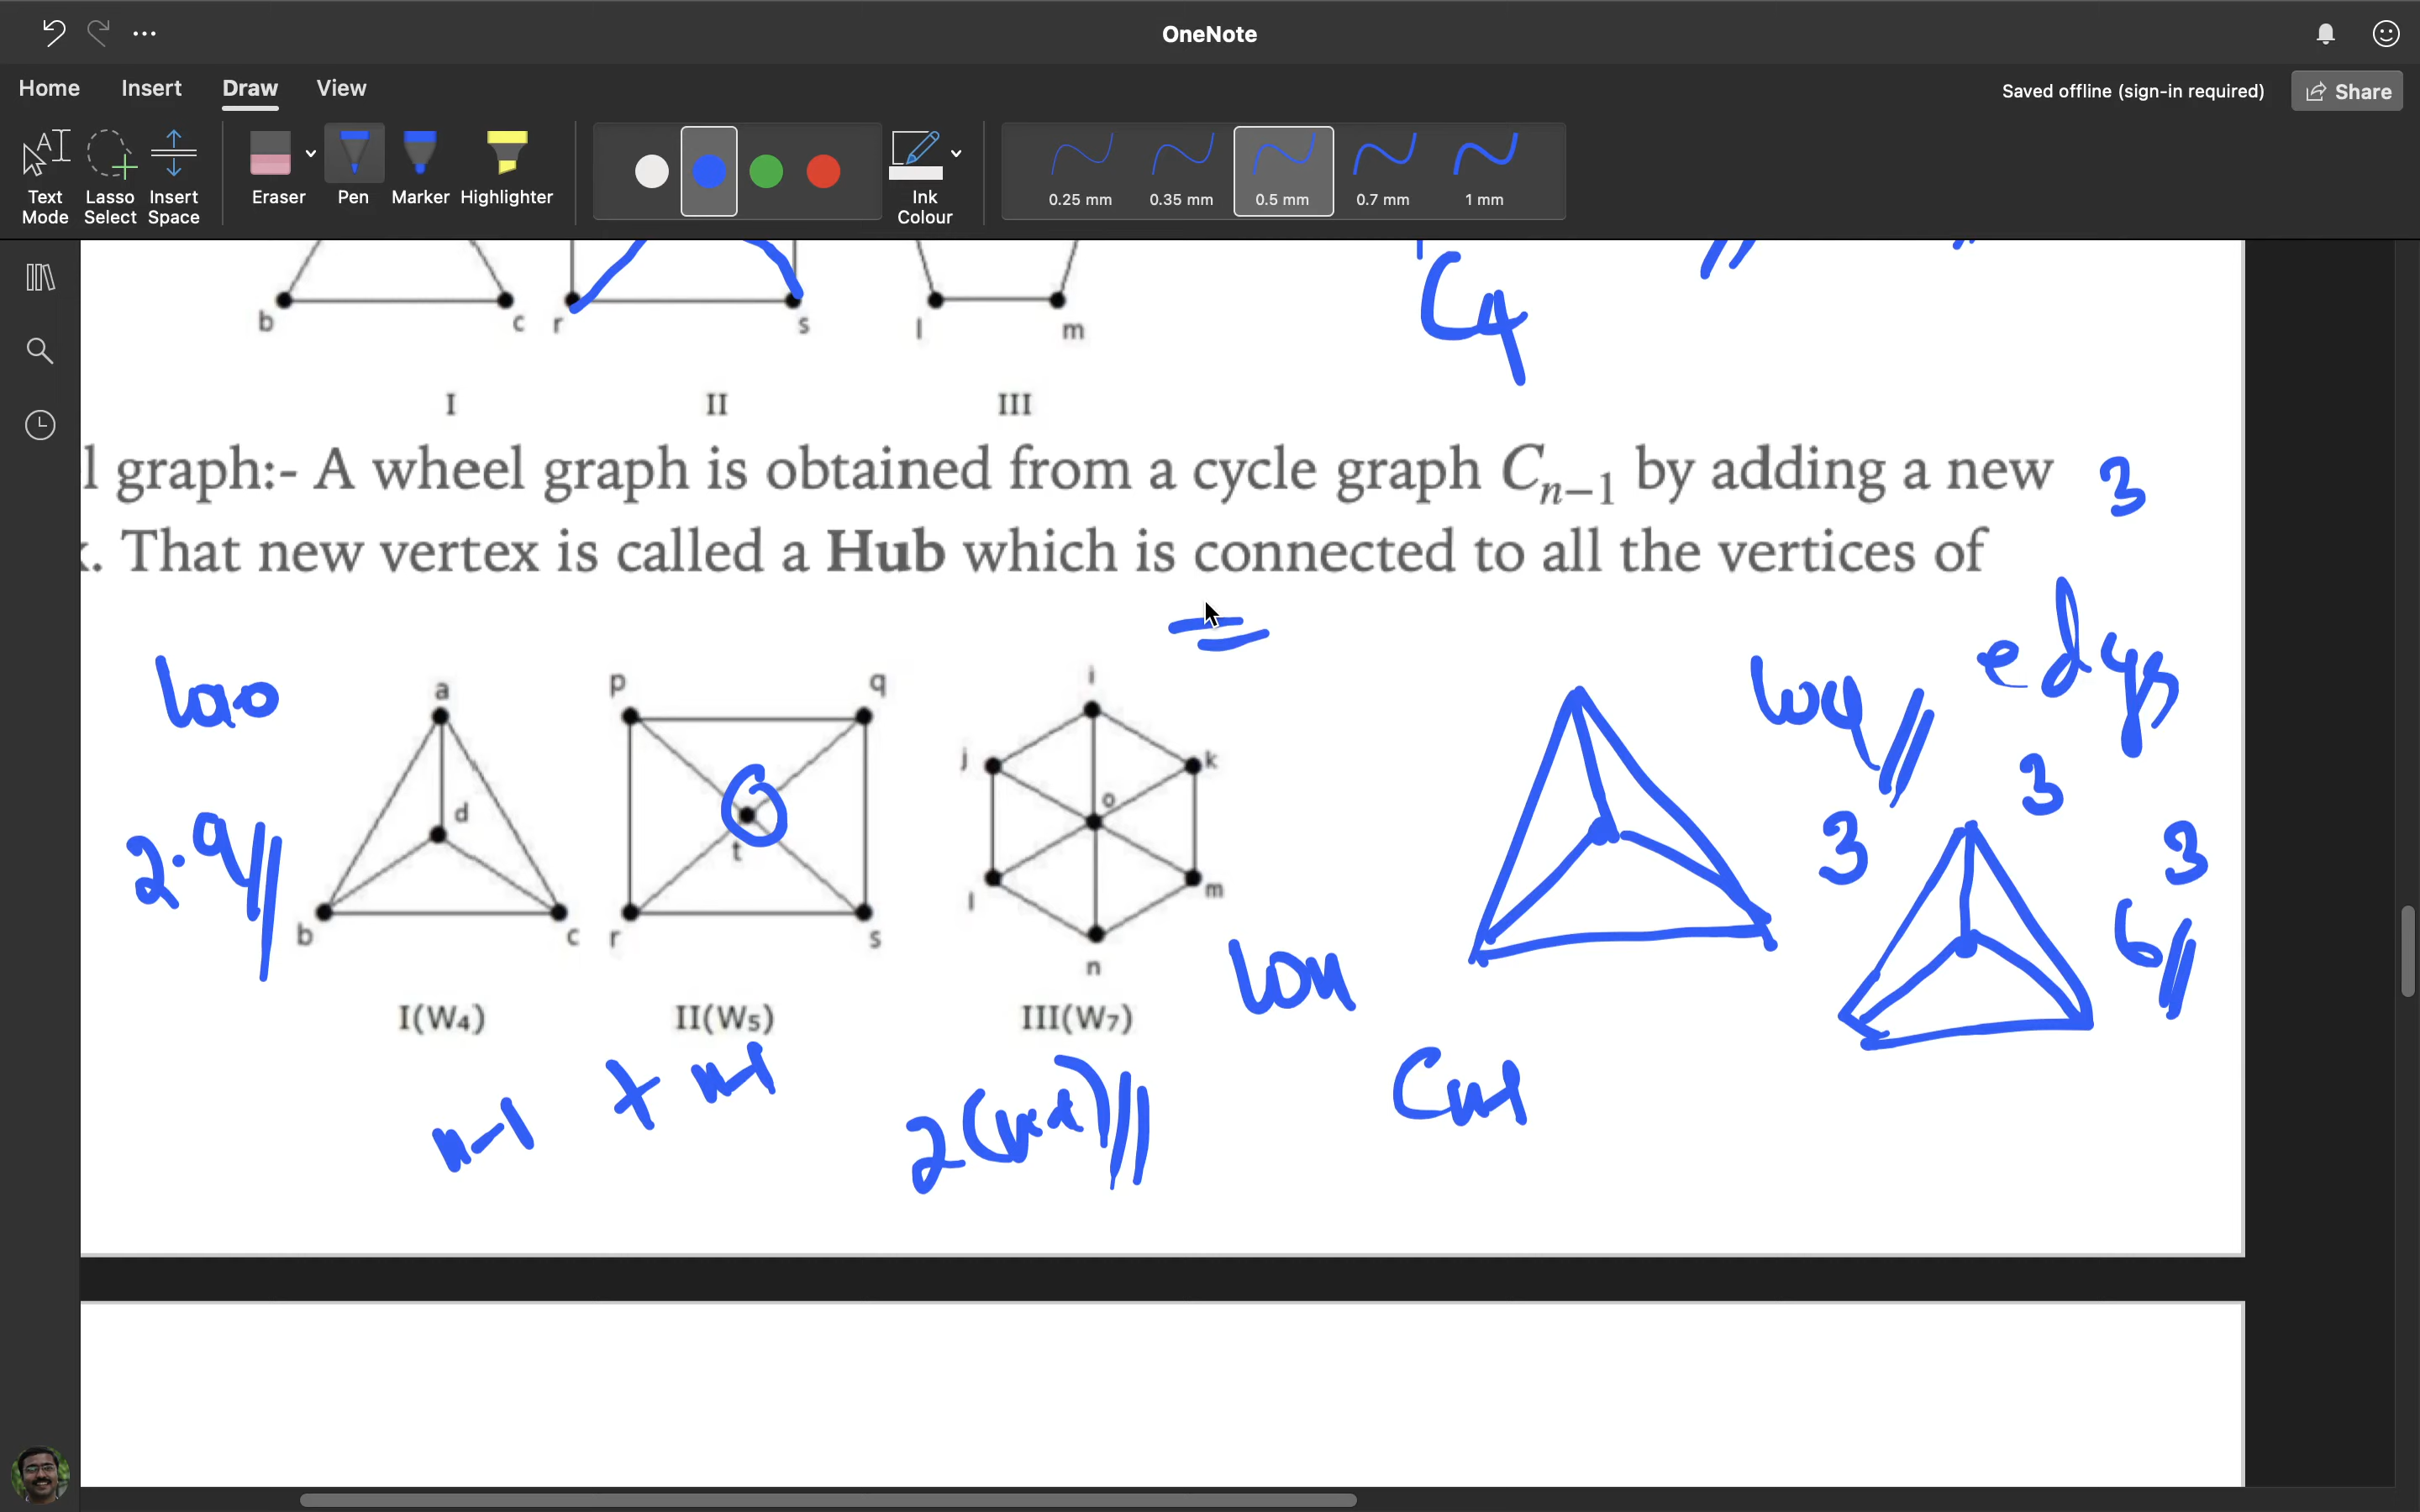 OneNote
Home Insert Draw View
Saved offline (sign-in required) Share
Text Mode
Lasso Select
Insert Space
Eraser
Pen
Marker
Highlighter
Ink Colour
0.25 mm 0.35 mm 0.5 mm 0.7 mm 1 mm
C4
b c r s l m
I II III
l graph:- A wheel graph is obtained from a cycle graph Cₙ₋₁ by adding a new 3
. That new vertex is called a Hub which is connected to all the vertices of
a p q i
j k
d o
t
l m
b c r s
n
3
3
3
6
2.9
I(W₄) II(W₅) III(W₇)
n-1 + n-1
2(n-1)
Cn-1